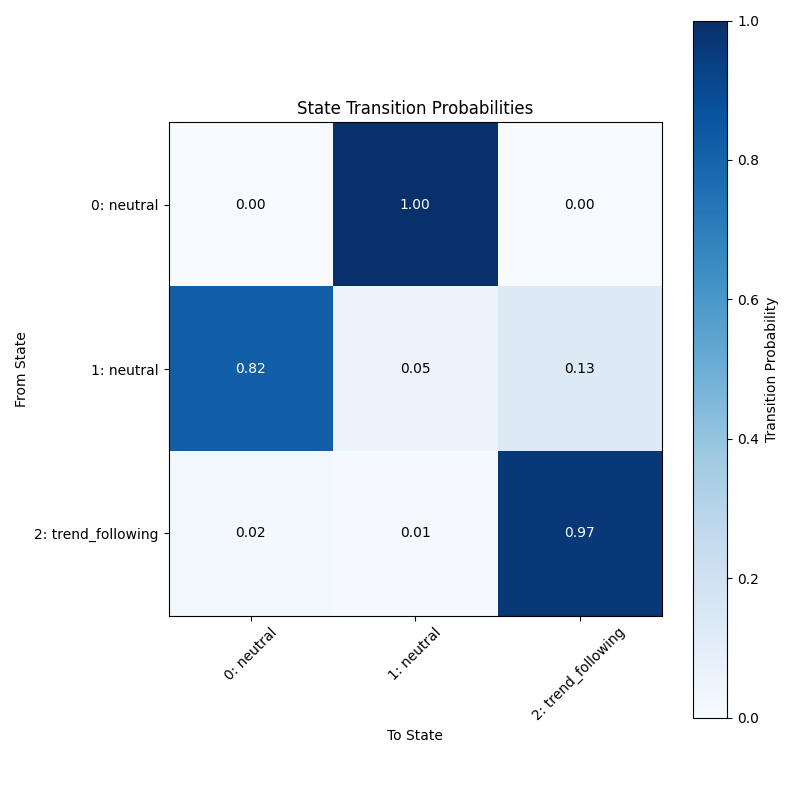 State Transition Probabilities
1.0
0.8
0.6
0.4
0.2
0.0
Transition Probability
From State
0: neutral
0.00 1.00 0.00
1: neutral
0.82 0.05 0.13
2: trend_following
0.02 0.01 0.97
0: neutral
1: neutral
2: trend_following
To State